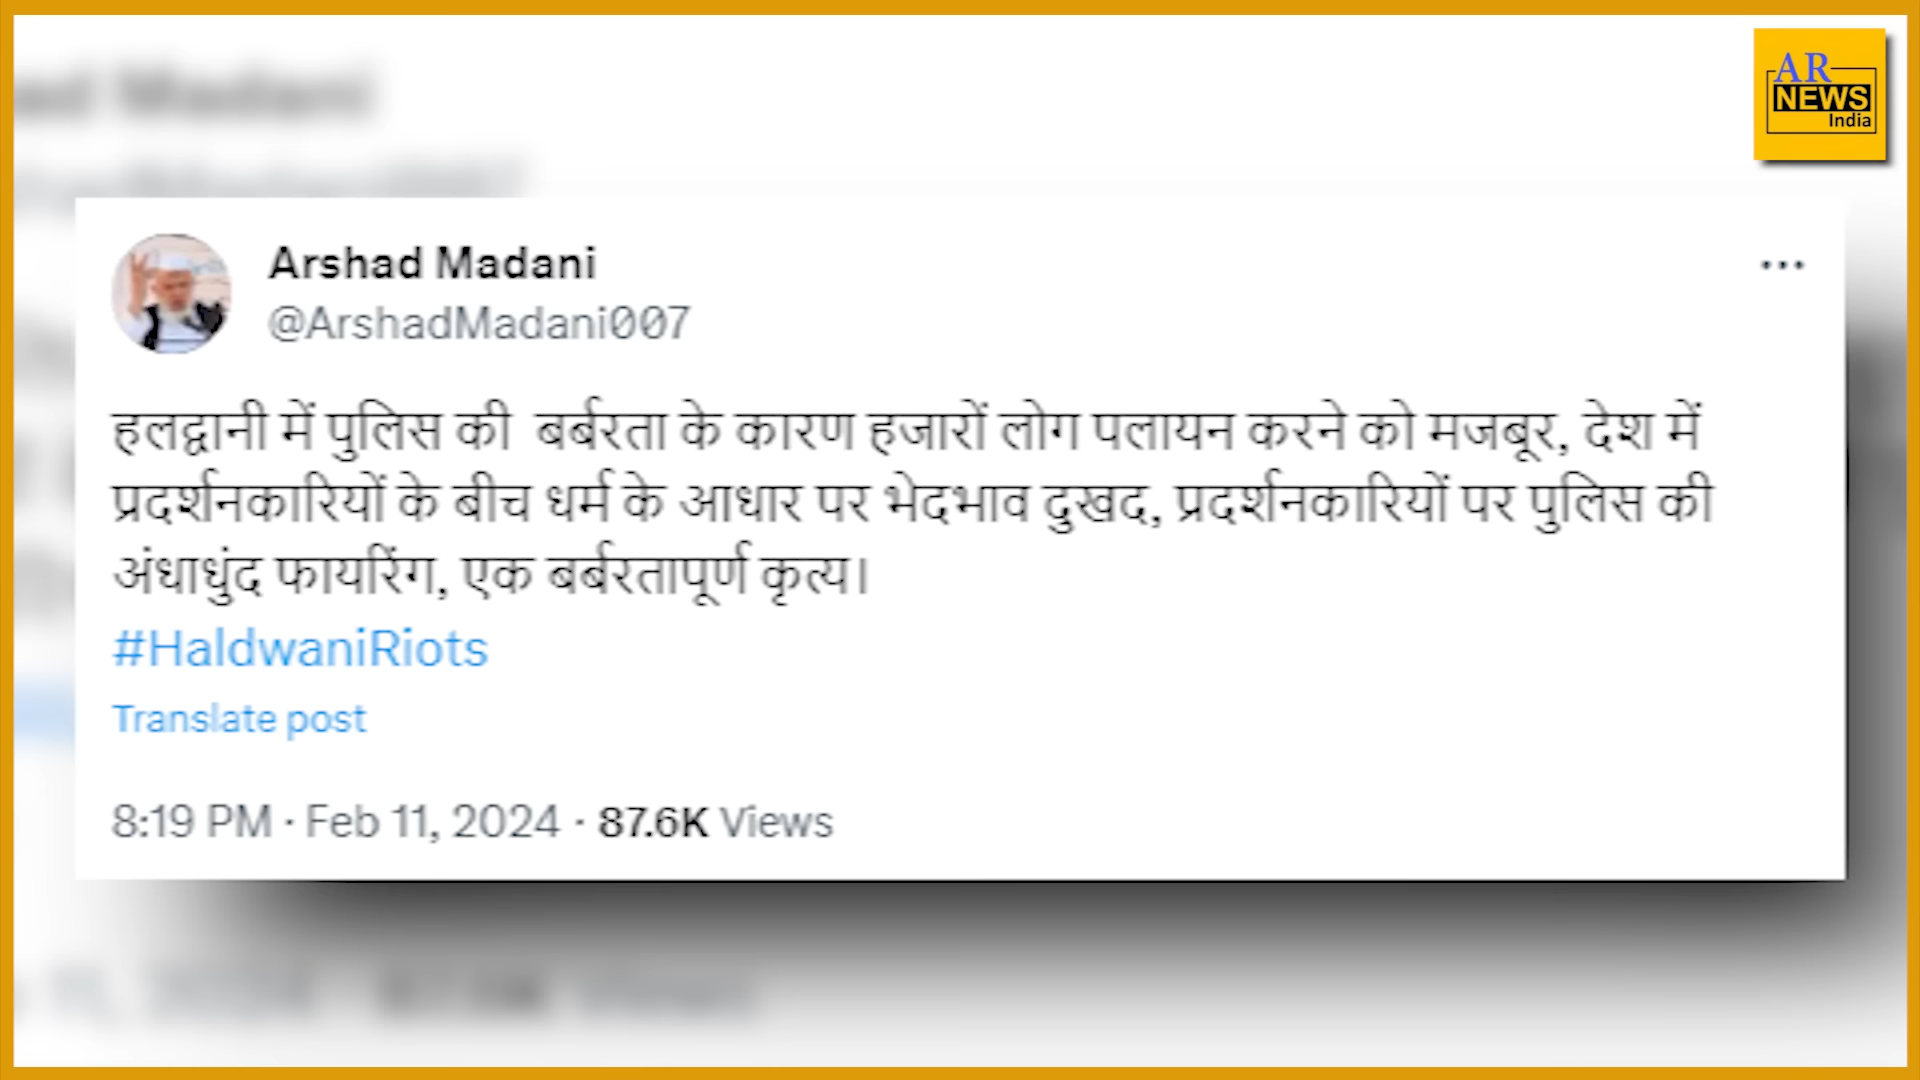 AR
NEWS
India
Arshad Madani
@ArshadMadani007
हलद्वानी में पुलिस की  बर्बरता के कारण हजारों लोग पलायन करने को मजबूर, देश में
प्रदर्शनकारियों के बीच धर्म के आधार पर भेदभाव दुखद, प्रदर्शनकारियों पर पुलिस की
अंधाधुंद फायरिंग, एक बर्बरतापूर्ण कृत्य।
#HaldwaniRiots
Translate post
8:19 PM · Feb 11, 2024 · 87.6K Views